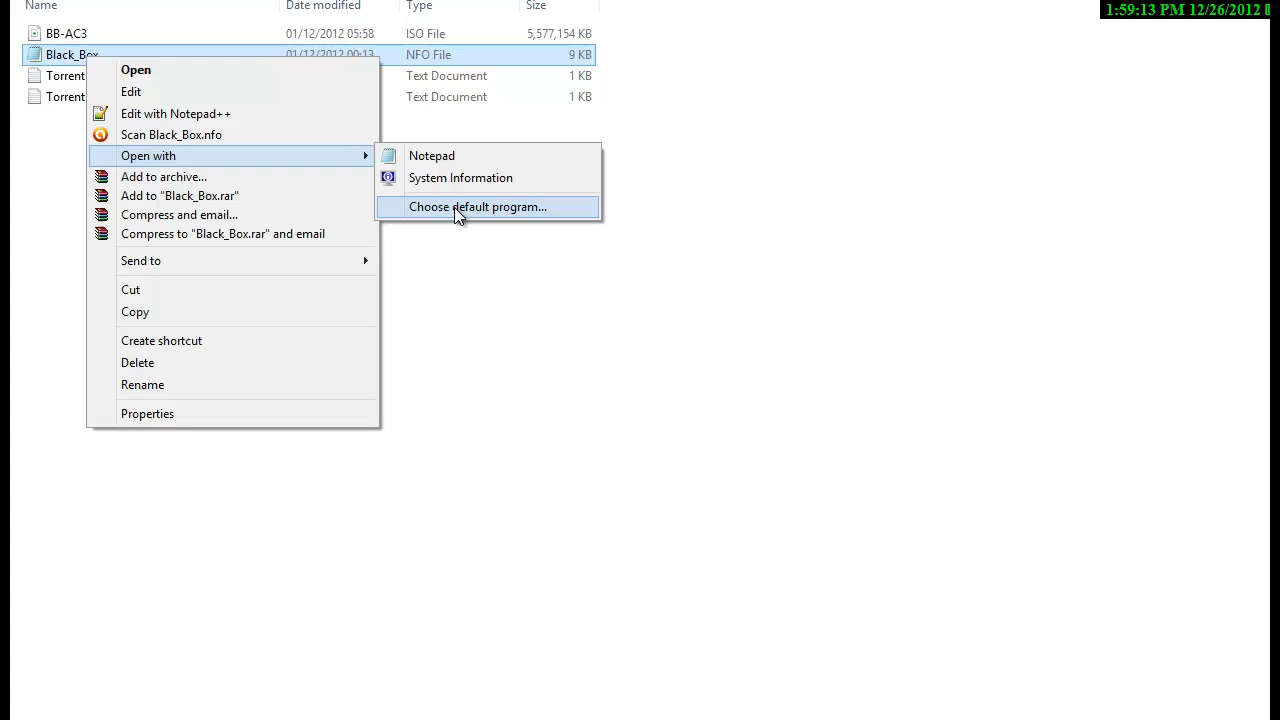 1:59:13 PM 12/26/2012
Name Date modified Type Size
BB-AC3 01/12/2012 05:58 ISO File 5,577,154 KB
Black_Box 01/12/2012 00:13 NFO File 9 KB
Torrent Text Document 1 KB
Torrent Text Document 1 KB
Open
Edit
Edit with Notepad++
Scan Black_Box.nfo
Open with
Add to archive...
Add to "Black_Box.rar"
Compress and email...
Compress to "Black_Box.rar" and email
Send to
Cut
Copy
Create shortcut
Delete
Rename
Properties
Notepad
System Information
Choose default program...